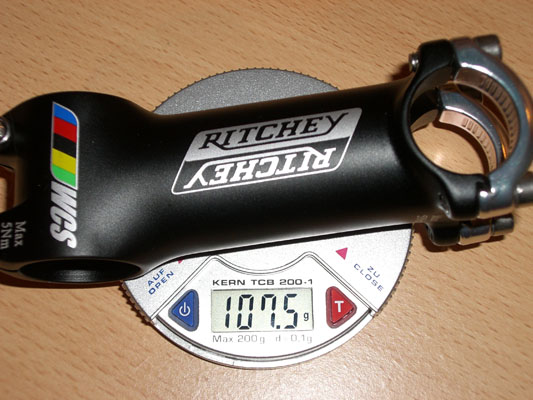 RITCHEY
RITCHEY
WCS
Max
5Nm
AUF
OPEN
ZU
CLOSE
KERN TCB 200-1
107.5 g
T
Max 200g d=0,1g